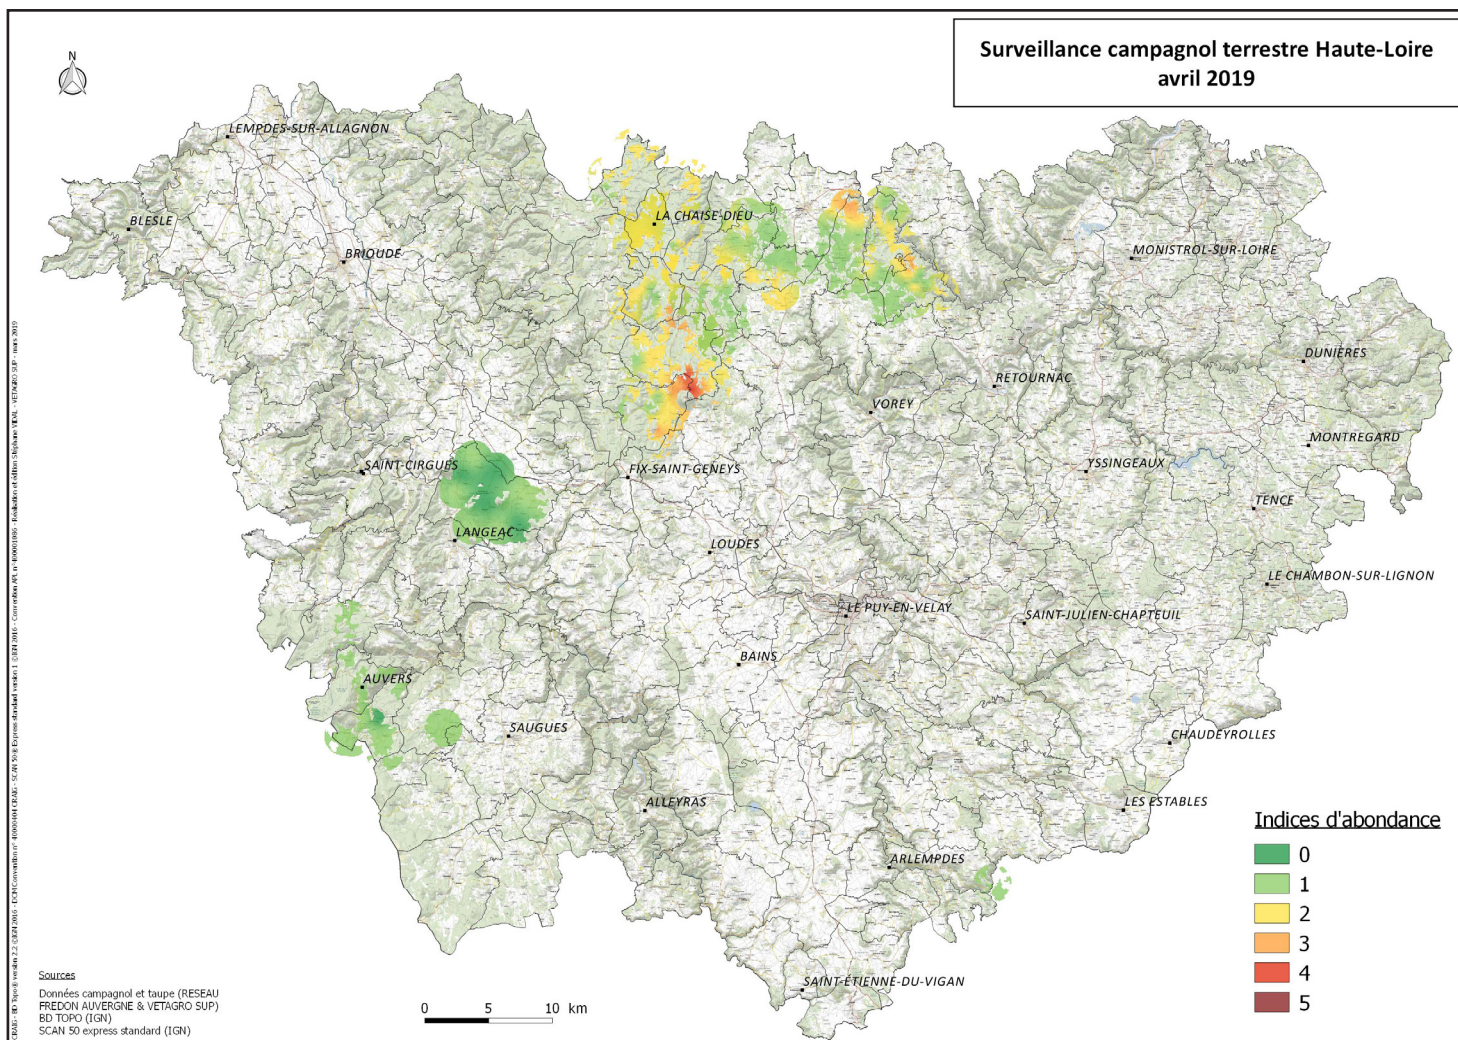 Surveillance campagnol terrestre Haute-Loire
avril 2019
N
LEMPDES-SUR-ALLAGNON
BLESLE
LA CHAISE-DIEU
BRIOUDE
MONISTROL-SUR-LOIRE
DUNIÈRES
RETOURNAC
VOREY
MONTREGARD
SAINT-CIRGUES
FIX-SAINT-GENEYS
YSSINGEAUX
TENCE
LANGEAC
LOUDES
LE CHAMBON-SUR-LIGNON
LE PUY-EN-VELAY
SAINT-JULIEN-CHAPTEUIL
BAINS
AUVERS
SAUGUES
CHAUDEYROLLES
ALLEYRAS
LES ESTABLES
ARLEMPDES
SAINT-ÉTIENNE-DU-VIGAN
Indices d'abondance
0
1
2
3
4
5
Sources
Données campagnol et taupe (RESEAU
FREDON AUVERGNE & VETAGRO SUP)
BD TOPO (IGN)
SCAN 50 express standard (IGN)
0 5 10 km